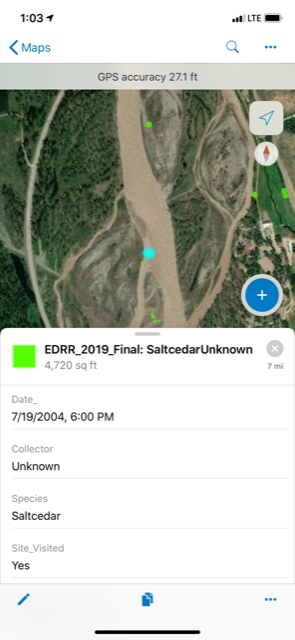 1:03
LTE
Maps
GPS accuracy 27.1 ft
EDRR_2019_Final: SaltcedarUnknown
4,720 sq ft
7 mi
Date_
7/19/2004, 6:00 PM
Collector
Unknown
Species
Saltcedar
Site_Visited
Yes